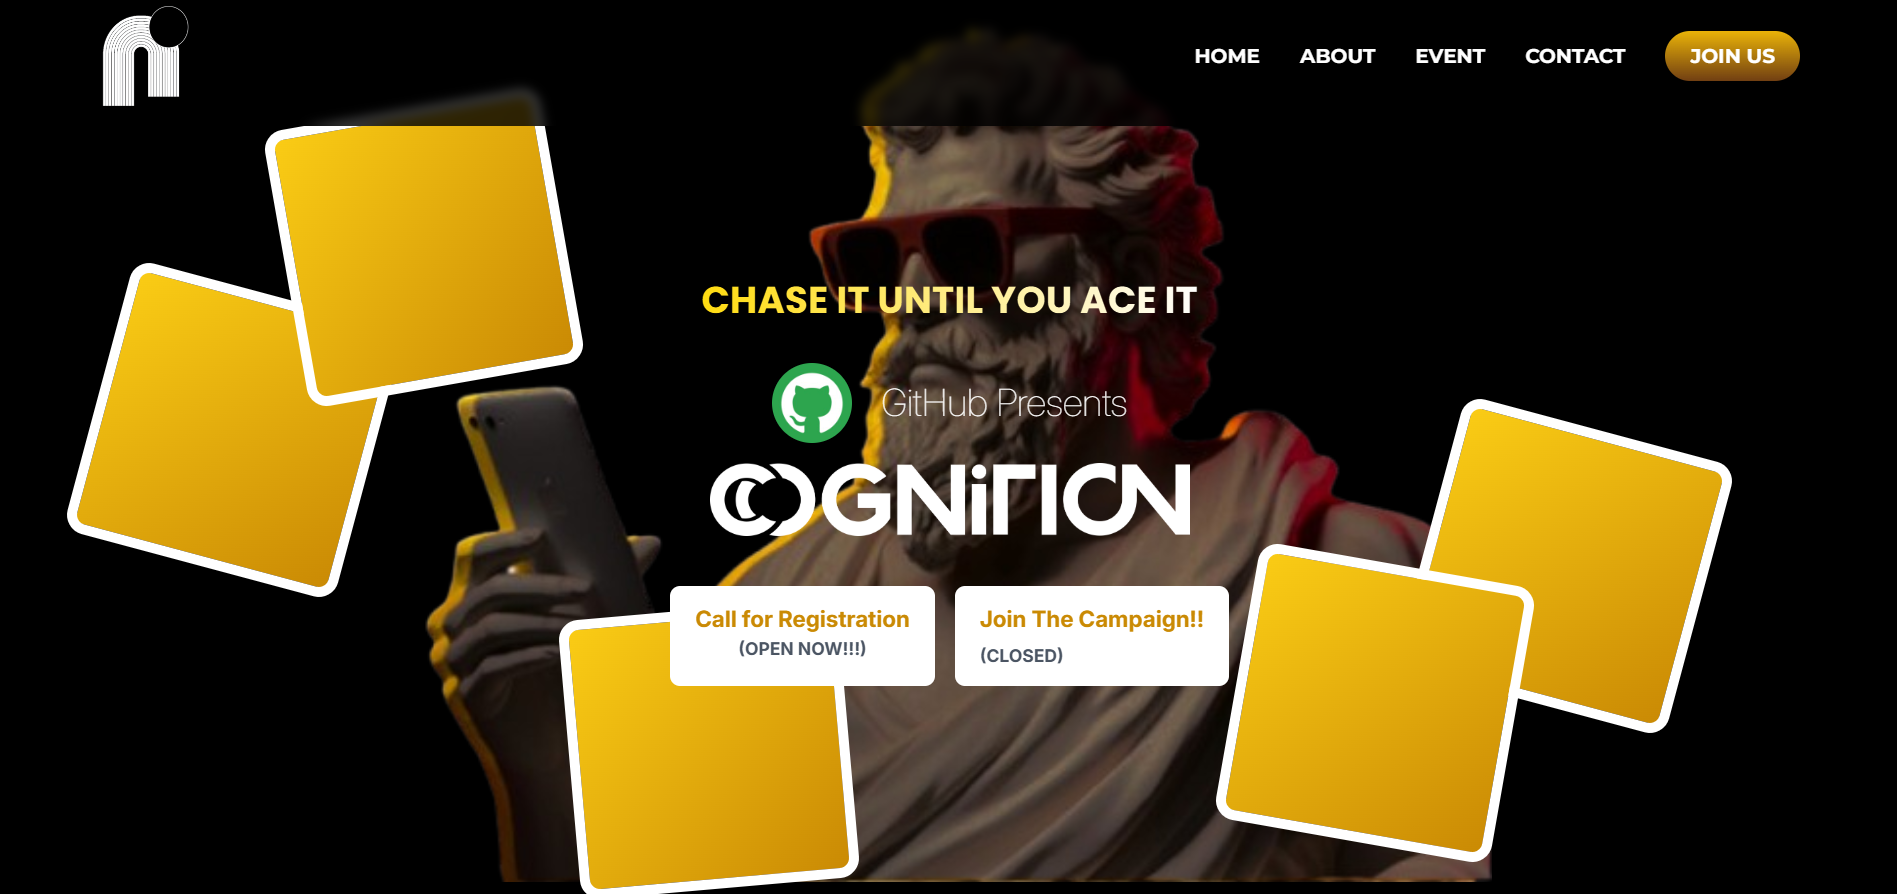 HOME ABOUT EVENT CONTACT JOIN US
CHASE IT UNTIL YOU ACE IT
GitHub Presents
COGNITION
Call for Registration
(OPEN NOW!!!)
Join The Campaign!!
(CLOSED)